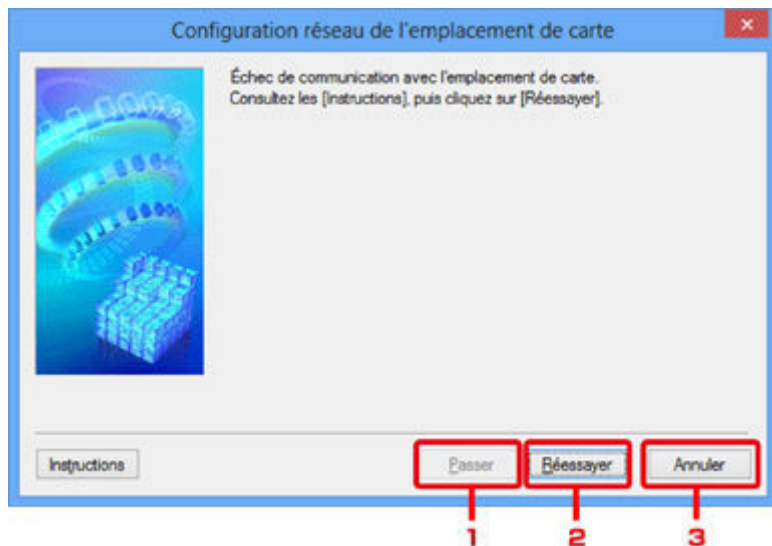 Configuration réseau de l'emplacement de carte
Échec de communication avec l'emplacement de carte.
Consultez les [Instructions], puis cliquez sur [Réessayer].
Instructions
Passer
Réessayer
Annuler
1
2
3